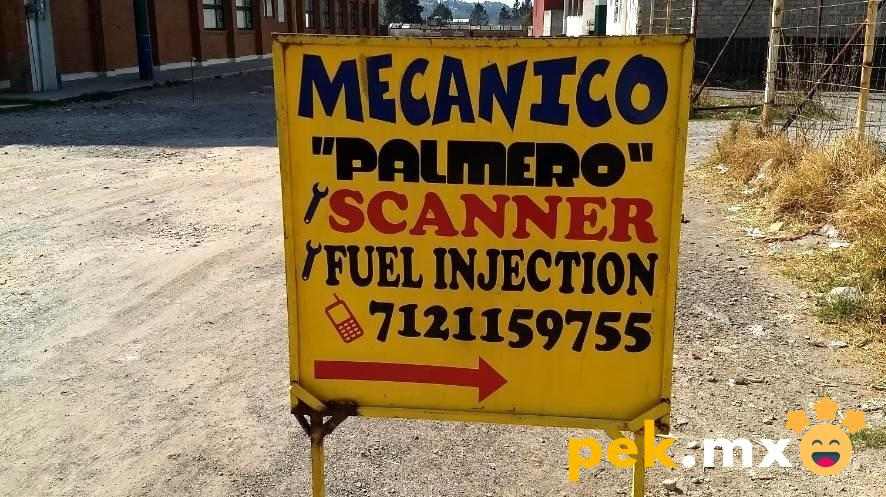 MECANICO
"PALMERO"
SCANNER
FUEL INJECTION
7121159755
pek.mx